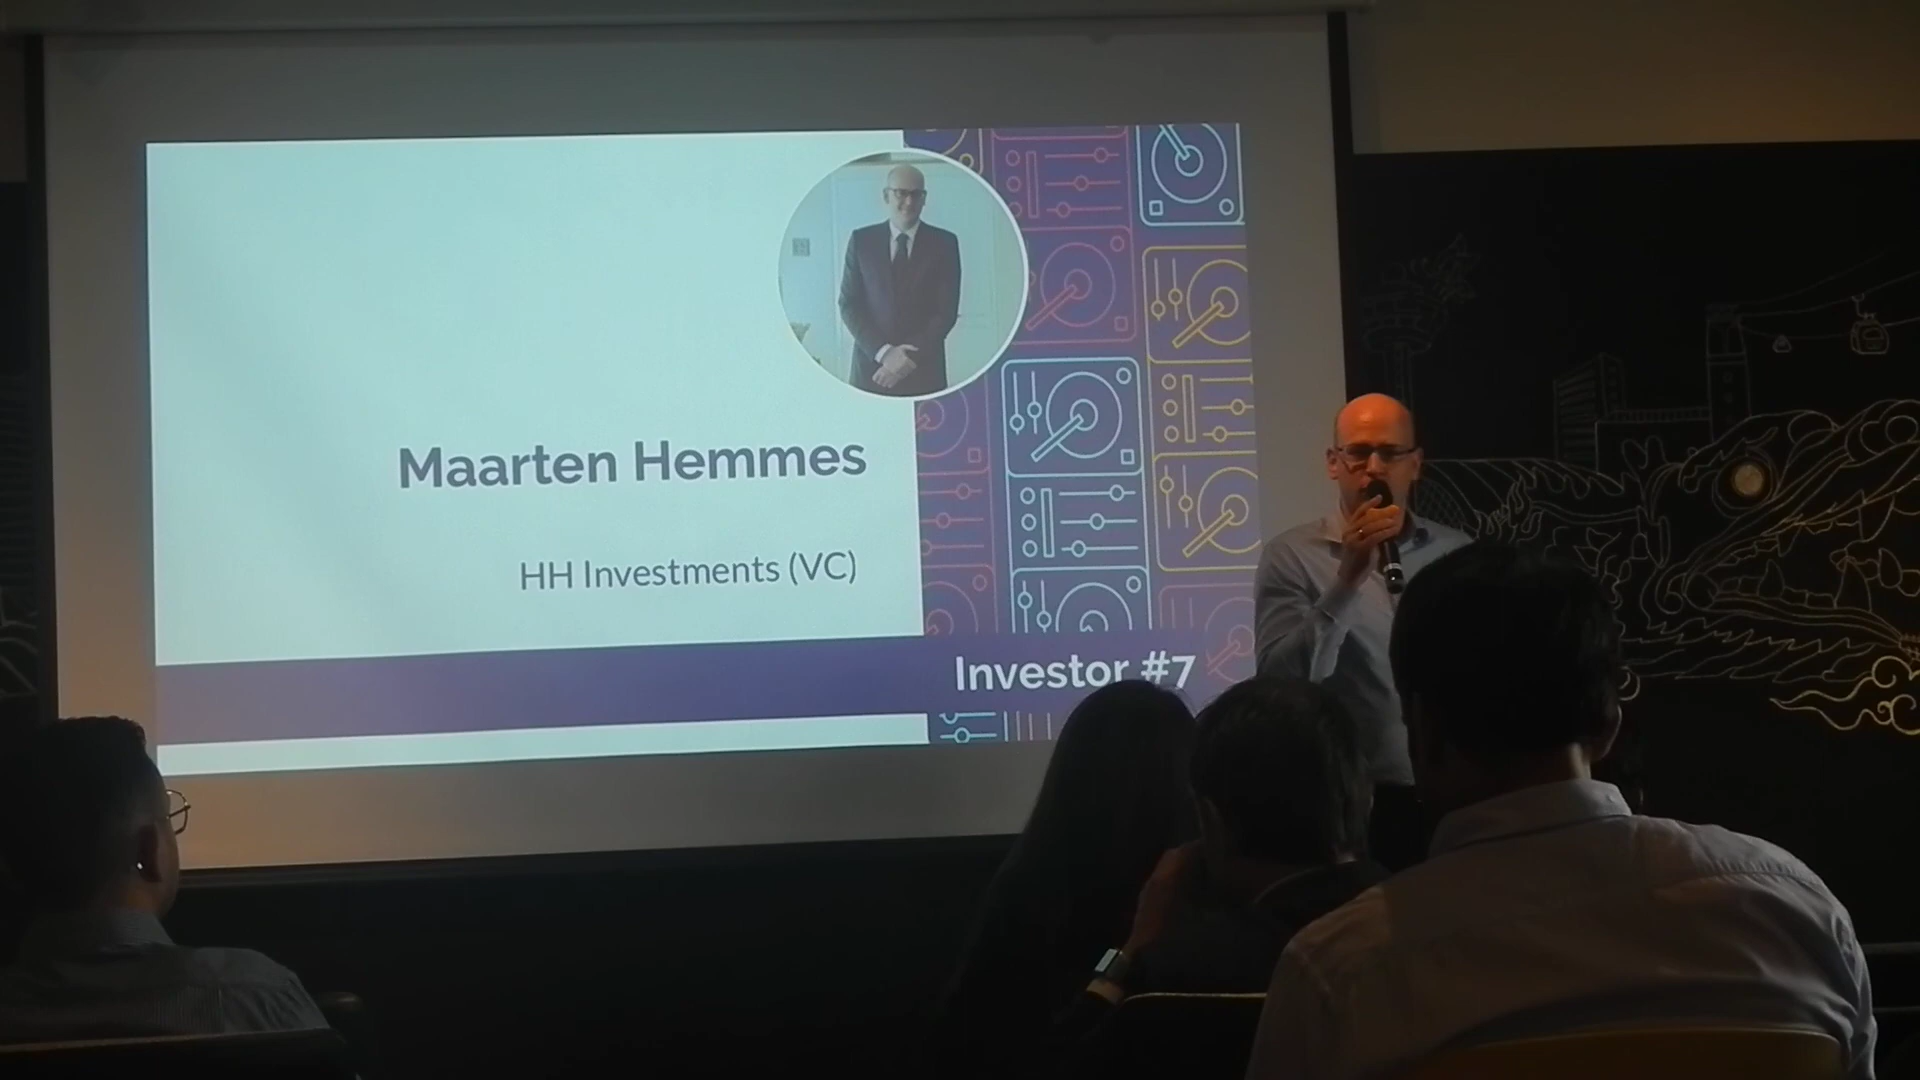 Maarten Hemmes
HH Investments (VC)
Investor #7